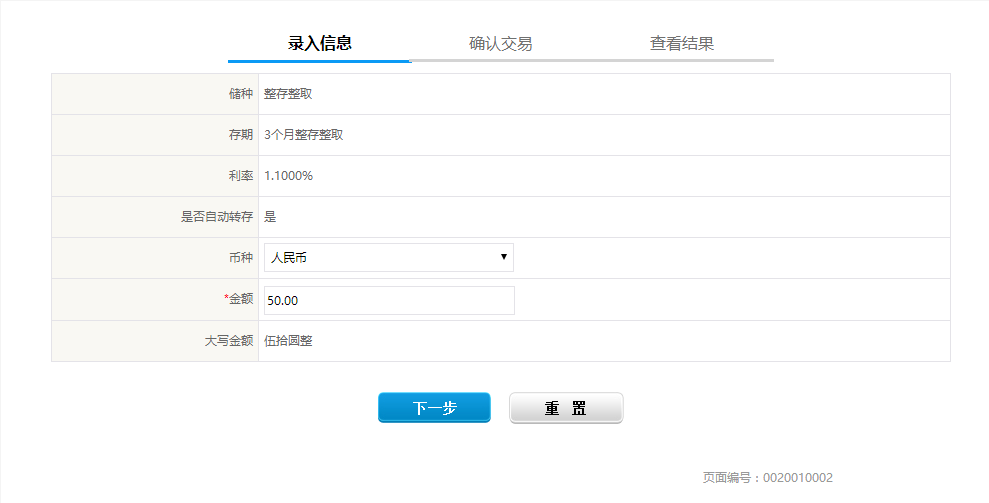 录入信息 确认交易 查看结果
储种 整存整取
存期 3个月整存整取
利率 1.1000%
是否自动转存 是
币种 人民币
*金额 50.00
大写金额 伍拾圆整
下一步 重 置
页面编号：0020010002